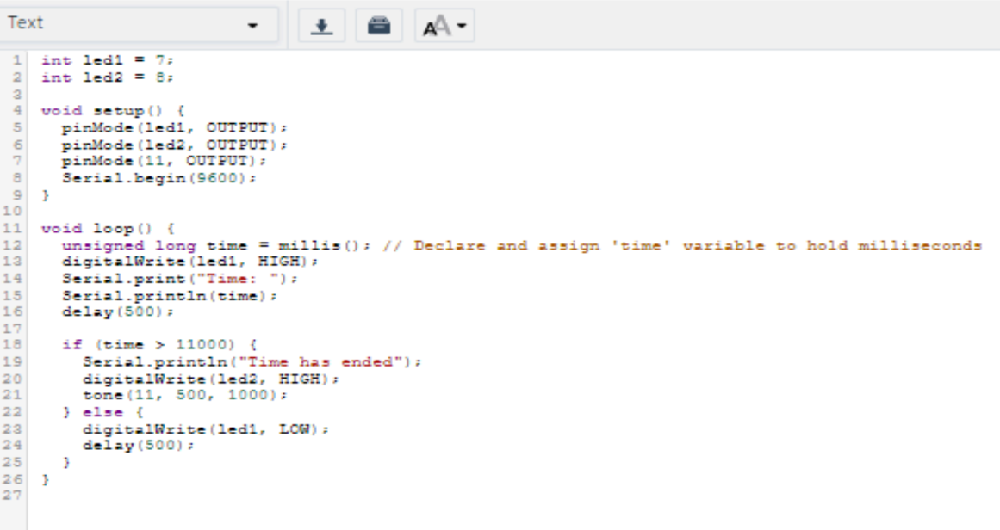 Text
1 int led1 = 7;
2 int led2 = 8;
3
4 void setup() {
5 pinMode(led1, OUTPUT);
6 pinMode(led2, OUTPUT);
7 pinMode(11, OUTPUT);
8 Serial.begin(9600);
9 }
10
11 void loop() {
12 unsigned long time = millis(); // Declare and assign 'time' variable to hold milliseconds
13 digitalWrite(led1, HIGH);
14 Serial.print("Time: ");
15 Serial.println(time);
16 delay(500);
17
18 if (time > 11000) {
19 Serial.println("Time has ended");
20 digitalWrite(led2, HIGH);
21 tone(11, 500, 1000);
22 } else {
23 digitalWrite(led1, LOW);
24 delay(500);
25 }
26 }
27